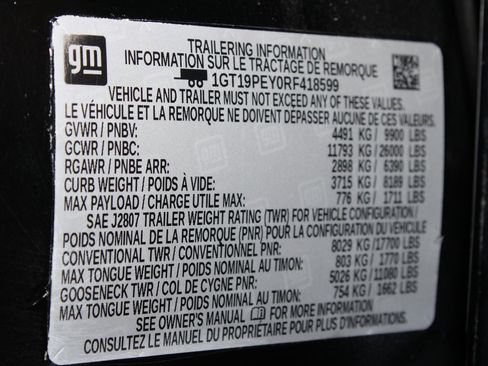 gm
TRAILERING INFORMATION
INFORMATION SUR LE TRACTAGE DE REMORQUE
1GT19PEY0RF418599
VEHICLE AND TRAILER MUST NOT EXCEED ANY OF THESE VALUES.
LE VÉHICULE ET LA REMORQUE NE DOIVENT DÉPASSER AUCUNE DE CES VALEURS.
GVWR / PNBV: 4491 KG / 9900 LBS
GCWR / PNBC: 11793 KG / 26000 LBS
RGAWR / PNBE ARR: 2898 KG / 6390 LBS
CURB WEIGHT / POIDS À VIDE: 3715 KG / 8189 LBS
MAX PAYLOAD / CHARGE UTILE MAX: 776 KG / 1711 LBS
SAE J2807 TRAILER WEIGHT RATING (TWR) FOR VEHICLE CONFIGURATION /
POIDS NOMINAL DE LA REMORQUE (PNR) POUR LA CONFIGURATION DU VÉHICULE
CONVENTIONAL TWR / CONVENTIONNEL PNR: 8029 KG / 17700 LBS
MAX TONGUE WEIGHT / POIDS MAXIMAL AU TIMON: 803 KG / 1770 LBS
GOOSENECK TWR / COL DE CYGNE PNR: 5026 KG / 11080 LBS
MAX TONGUE WEIGHT / POIDS MAXIMAL AU TIMON: 754 KG / 1662 LBS
SEE OWNER'S MANUAL FOR MORE INFORMATION
CONSULTEZ LE MANUEL DU PROPRIÉTAIRE POUR PLUS D'INFORMATION